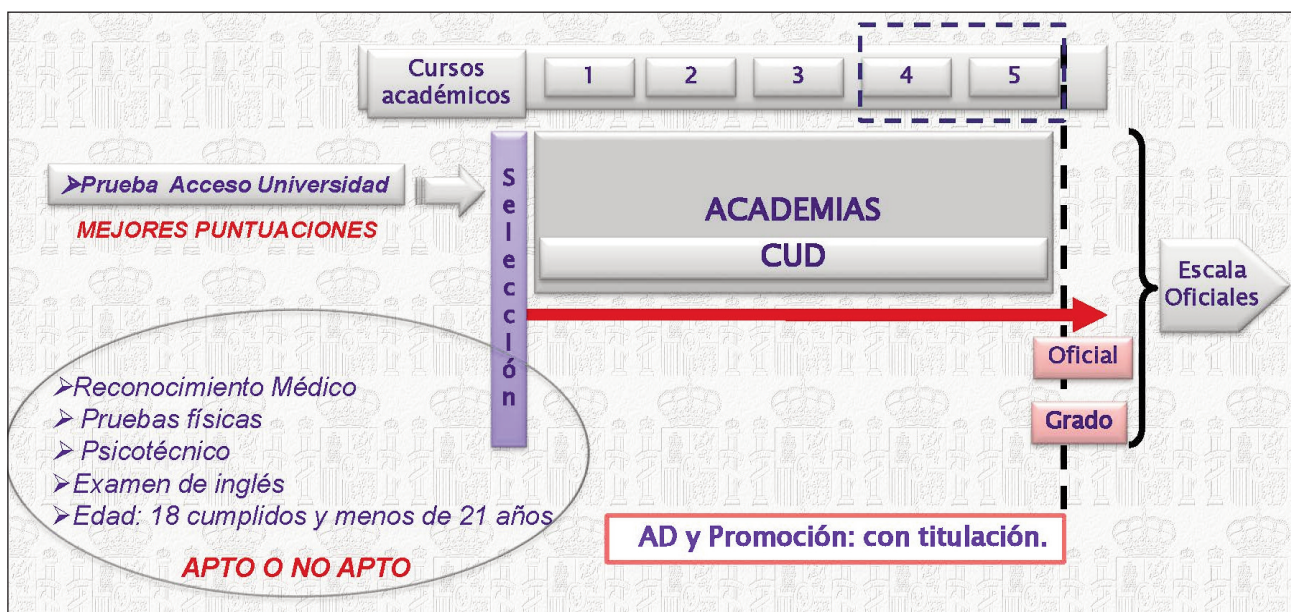 Cursos
académicos
1
2
3
4
5
➤Prueba Acceso Universidad
MEJORES PUNTUACIONES
Selección
ACADEMIAS
CUD
Escala
Oficiales
Oficial
Grado
➤Reconocimiento Médico
➤ Pruebas físicas
➤ Psicotécnico
➤Examen de inglés
➤Edad: 18 cumplidos y menos de 21 años
APTO O NO APTO
AD y Promoción: con titulación.